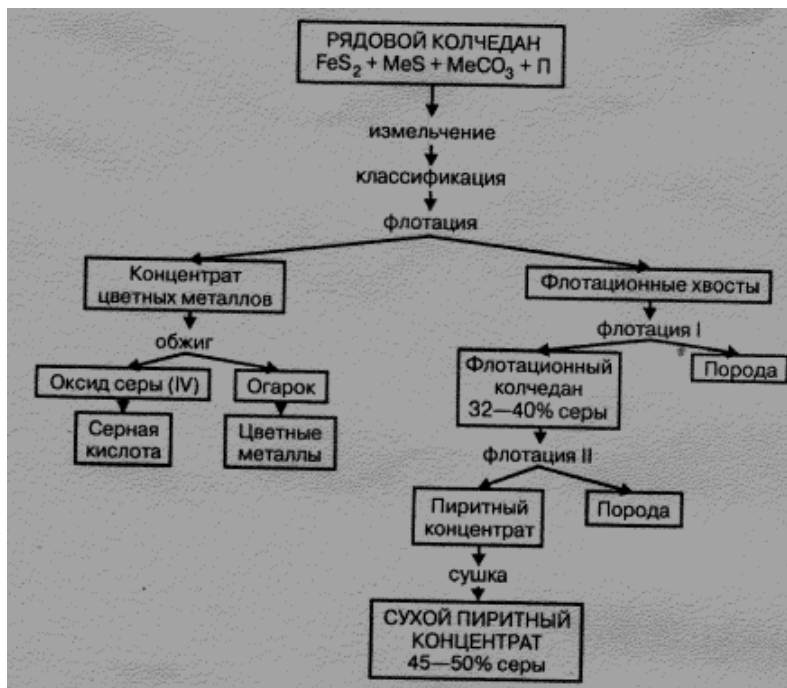 РЯДОВОЙ КОЛЧЕДАН
FeS₂ + MeS + MeCO₃ + П
измельчение
классификация
флотация
Концентрат
цветных металлов
Флотационные хвосты
обжиг
флотация I
Оксид серы (IV)
Огарок
Флотационный
колчедан
32—40% серы
Порода
Серная
кислота
Цветные
металлы
флотация II
Пиритный
концентрат
Порода
сушка
СУХОЙ ПИРИТНЫЙ
КОНЦЕНТРАТ
45—50% серы